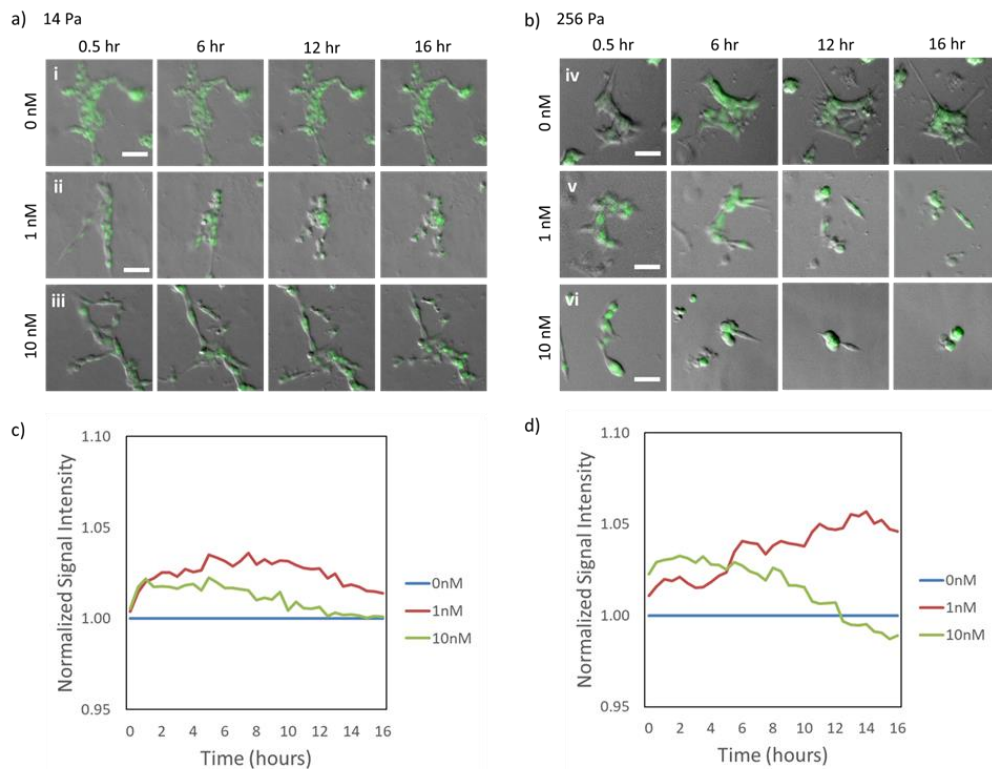 a) 14 Pa
0.5 hr 6 hr 12 hr 16 hr
0 nM
i
1 nM
ii
10 nM
iii
b) 256 Pa
0.5 hr 6 hr 12 hr 16 hr
0 nM
iv
1 nM
v
10 nM
vi
c)
Normalized Signal Intensity
1.10
1.05
1.00
0.95
0 2 4 6 8 10 12 14 16
Time (hours)
0nM
1nM
10nM
d)
Normalized Signal Intensity
1.10
1.05
1.00
0.95
0 2 4 6 8 10 12 14 16
Time (hours)
0nM
1nM
10nM